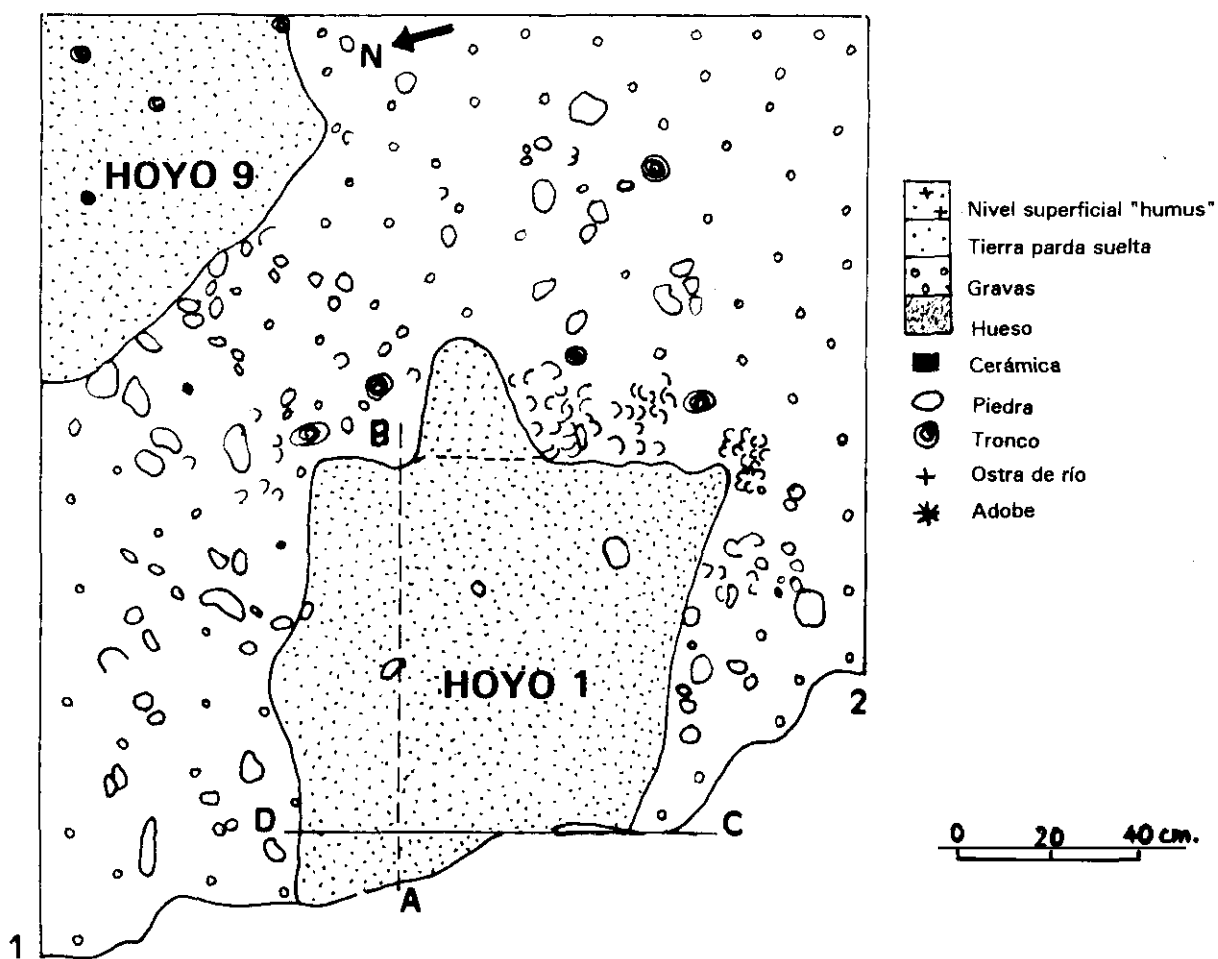 N
HOYO 9
B
HOYO 1
2
D
C
A
1
Nivel superficial "humus"
Tierra parda suelta
Gravas
Hueso
Cerámica
Piedra
Tronco
Ostra de río
Adobe
0 20 40 cm.